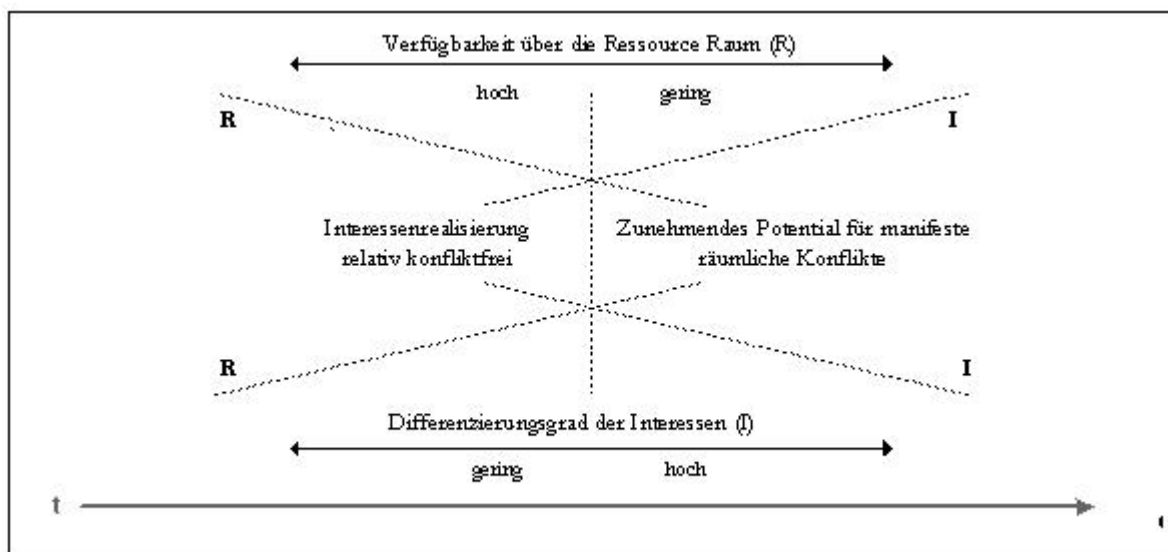 Verfügbarkeit über die Ressource Raum (R)
hoch gering
R I
Interessenrealisierung Zunehmendes Potential für manifeste
relativ konfliktfrei räumliche Konflikte
R I
Differenzierungsgrad der Interessen (I)
gering hoch
t